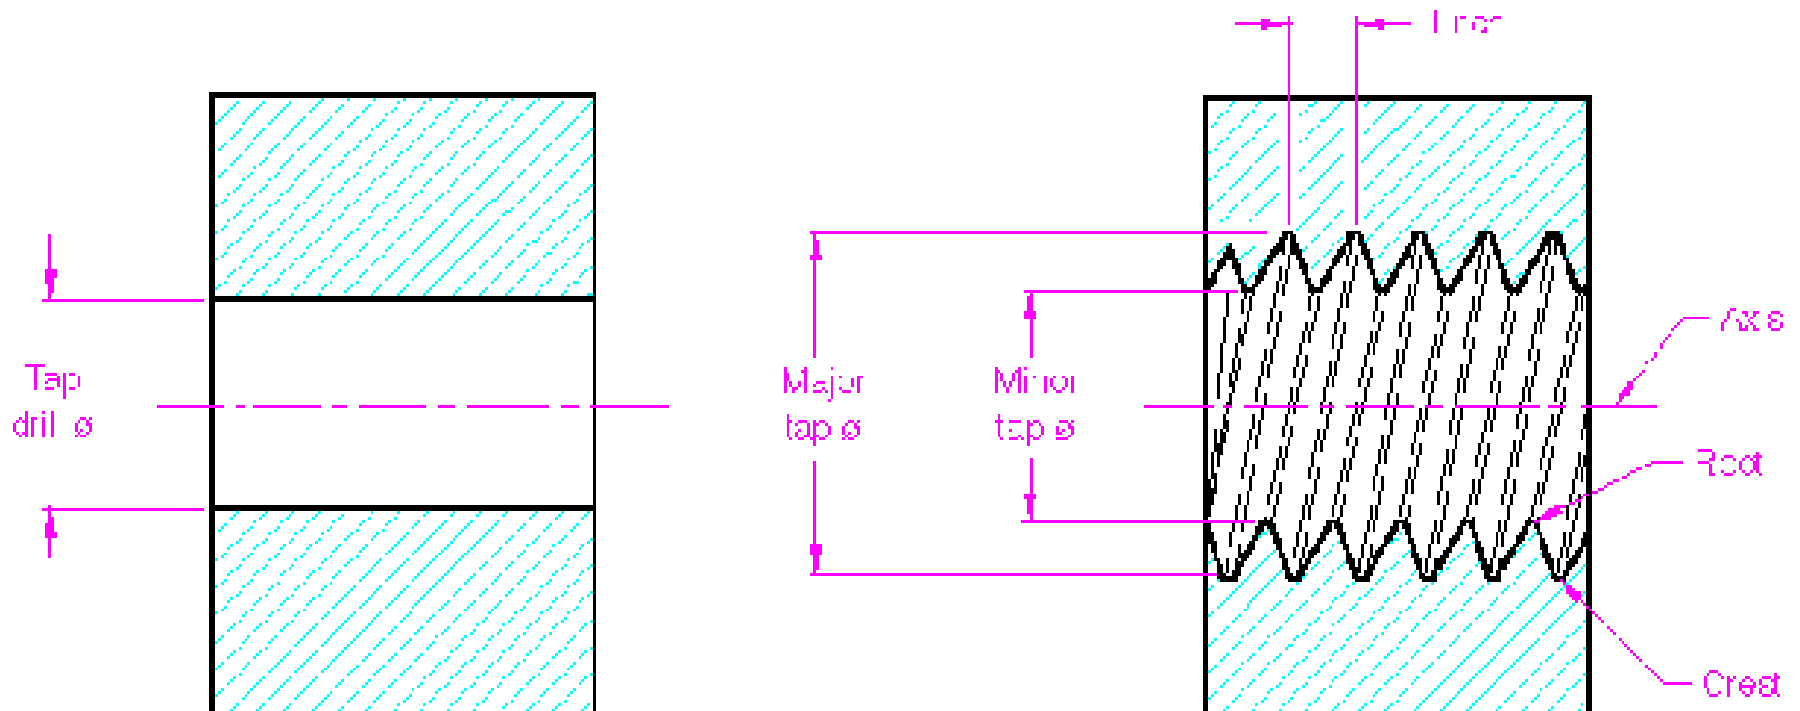 Tap
drill ø
Major
tap ø
Minor
tap ø
Axis
Root
Crest